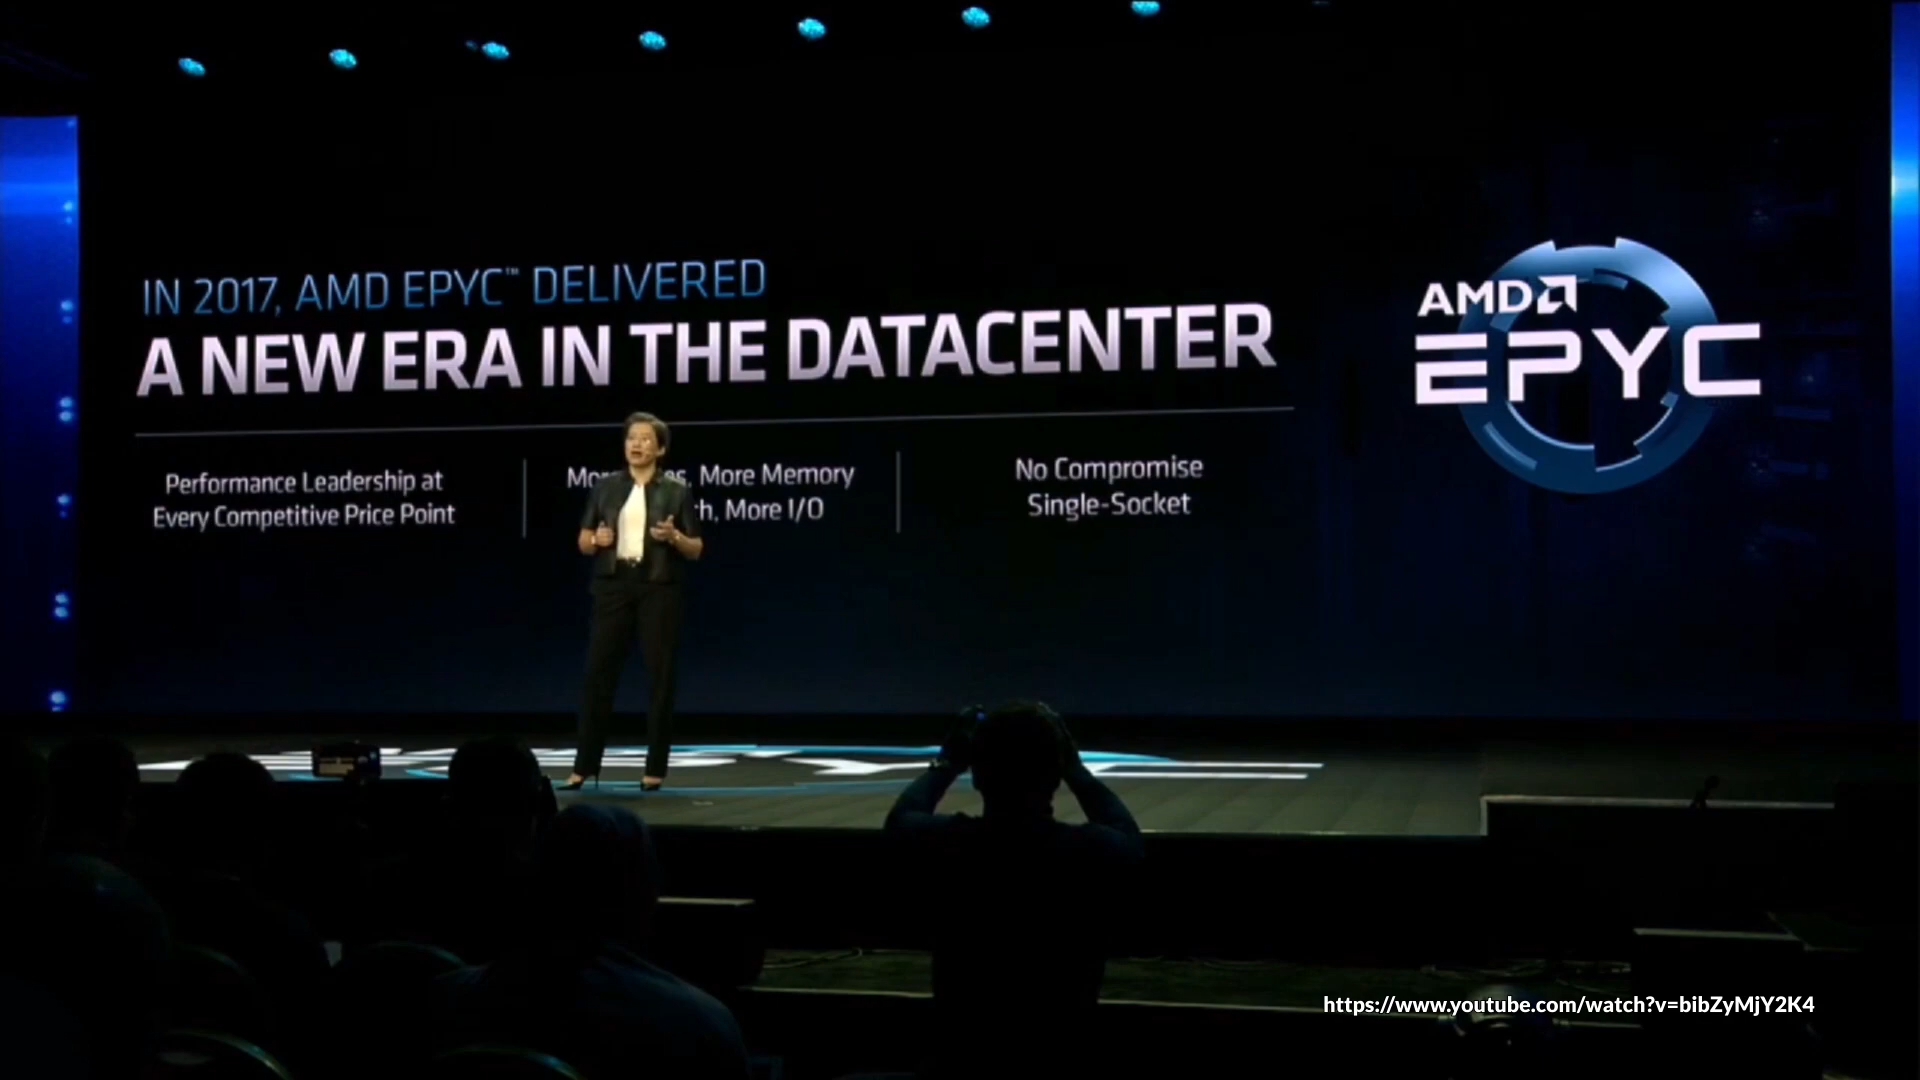 IN 2017, AMD EPYC™ DELIVERED
A NEW ERA IN THE DATACENTER
AMD
EPYC
Performance Leadership at
Every Competitive Price Point
More Memory
More I/O
No Compromise
Single-Socket
https://www.youtube.com/watch?v=bibZyMjY2K4